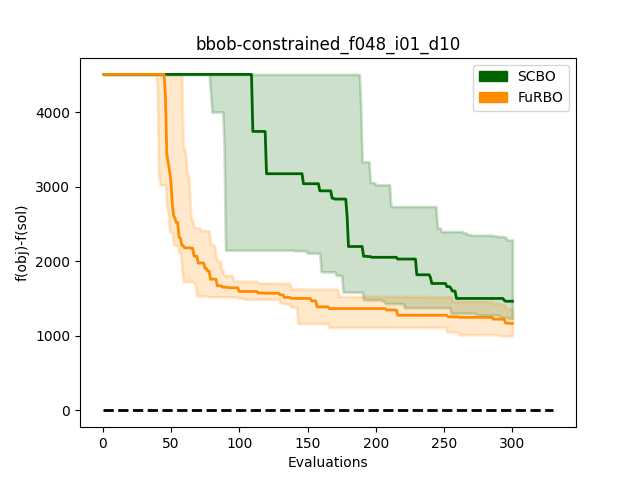 bbob-constrained_f048_i01_d10
SCBO
FuRBO
f(obj)-f(sol)
4000
3000
2000
1000
0
0 50 100 150 200 250 300
Evaluations